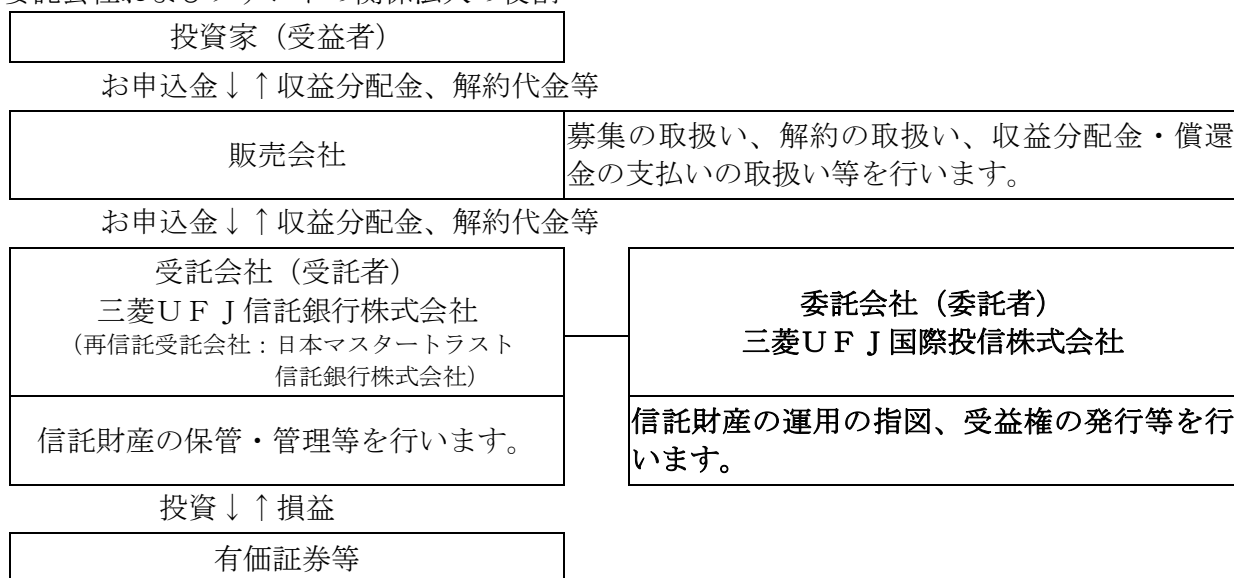 委託会社およびファンドの関係法人の役割
投資家（受益者）
お申込金↓↑収益分配金、解約代金等
販売会社
募集の取扱い、解約の取扱い、収益分配金・償還
金の支払いの取扱い等を行います。
お申込金↓↑収益分配金、解約代金等
受託会社（受託者）
三菱ＵＦＪ信託銀行株式会社
（再信託受託会社：日本マスタートラスト
信託銀行株式会社）
委託会社（委託者）
三菱ＵＦＪ国際投信株式会社
信託財産の保管・管理等を行います。
信託財産の運用の指図、受益権の発行等を行
います。
投資↓↑損益
有価証券等